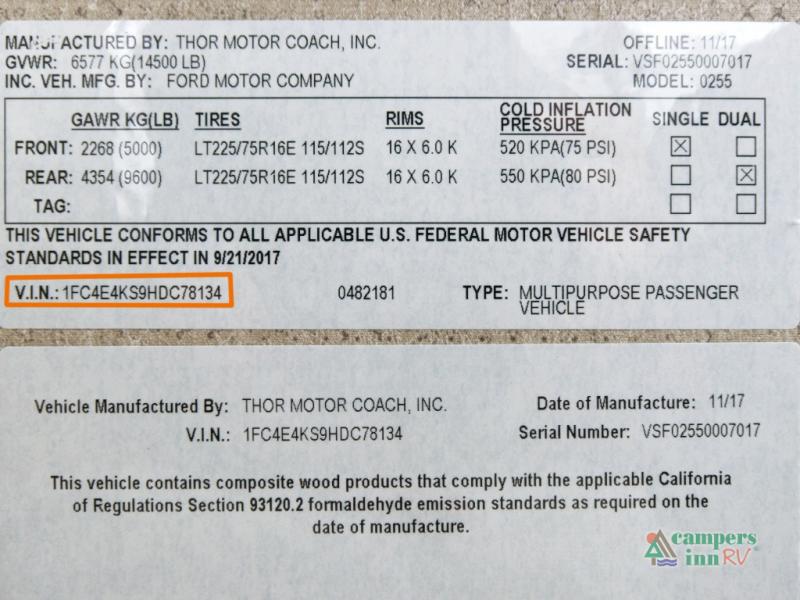 MANUFACTURED BY: THOR MOTOR COACH, INC. OFFLINE: 11/17
GVWR: 6577 KG(14500 LB) SERIAL: VSF02550007017
INC. VEH. MFG. BY: FORD MOTOR COMPANY MODEL: 0255
GAWR KG(LB) TIRES RIMS COLD INFLATION PRESSURE SINGLE DUAL
FRONT: 2268 (5000) LT225/75R16E 115/112S 16 X 6.0 K 520 KPA(75 PSI) ☒ ☐
REAR: 4354 (9600) LT225/75R16E 115/112S 16 X 6.0 K 550 KPA(80 PSI) ☐ ☒
TAG: ☐ ☐
THIS VEHICLE CONFORMS TO ALL APPLICABLE U.S. FEDERAL MOTOR VEHICLE SAFETY
STANDARDS IN EFFECT IN 9/21/2017
V.I.N.: 1FC4E4KS9HDC78134 0482181 TYPE: MULTIPURPOSE PASSENGER
VEHICLE
Vehicle Manufactured By: THOR MOTOR COACH, INC. Date of Manufacture: 11/17
V.I.N.: 1FC4E4KS9HDC78134 Serial Number: VSF02550007017
This vehicle contains composite wood products that comply with the applicable California
of Regulations Section 93120.2 formaldehyde emission standards as required on the
date of manufacture.
campers
inn RV